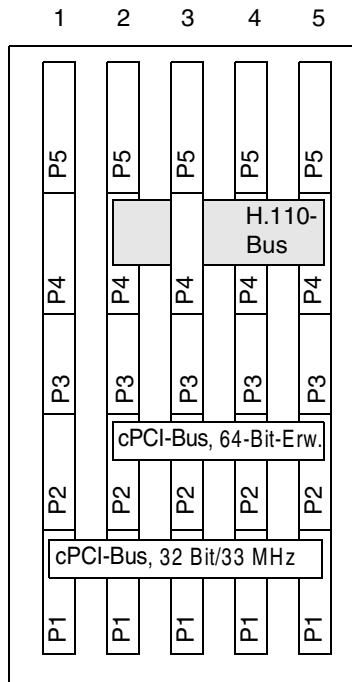 1 2 3 4 5
P5 P5 P5 P5 P5
H.110-
Bus
P4 P4 P4 P4 P4
P3 P3 P3 P3 P3
cPCI-Bus, 64-Bit-Erw.
P2 P2 P2 P2 P2
cPCI-Bus, 32 Bit/33 MHz
P1 P1 P1 P1 P1